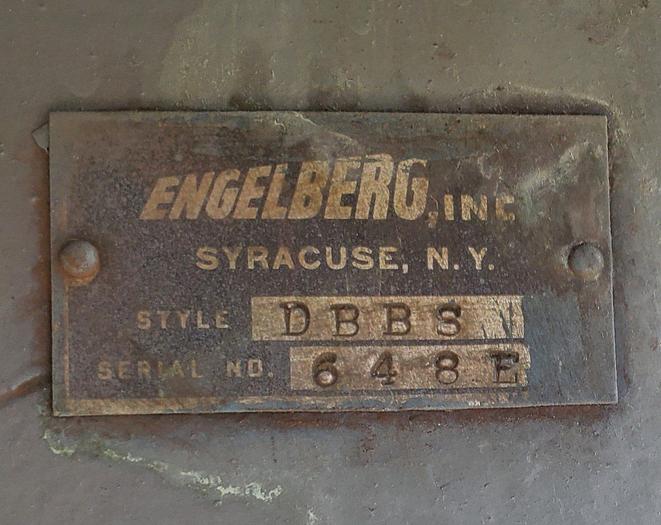 ENGELBERG, INC
SYRACUSE, N.Y.
STYLE DBBS
SERIAL NO. 648E